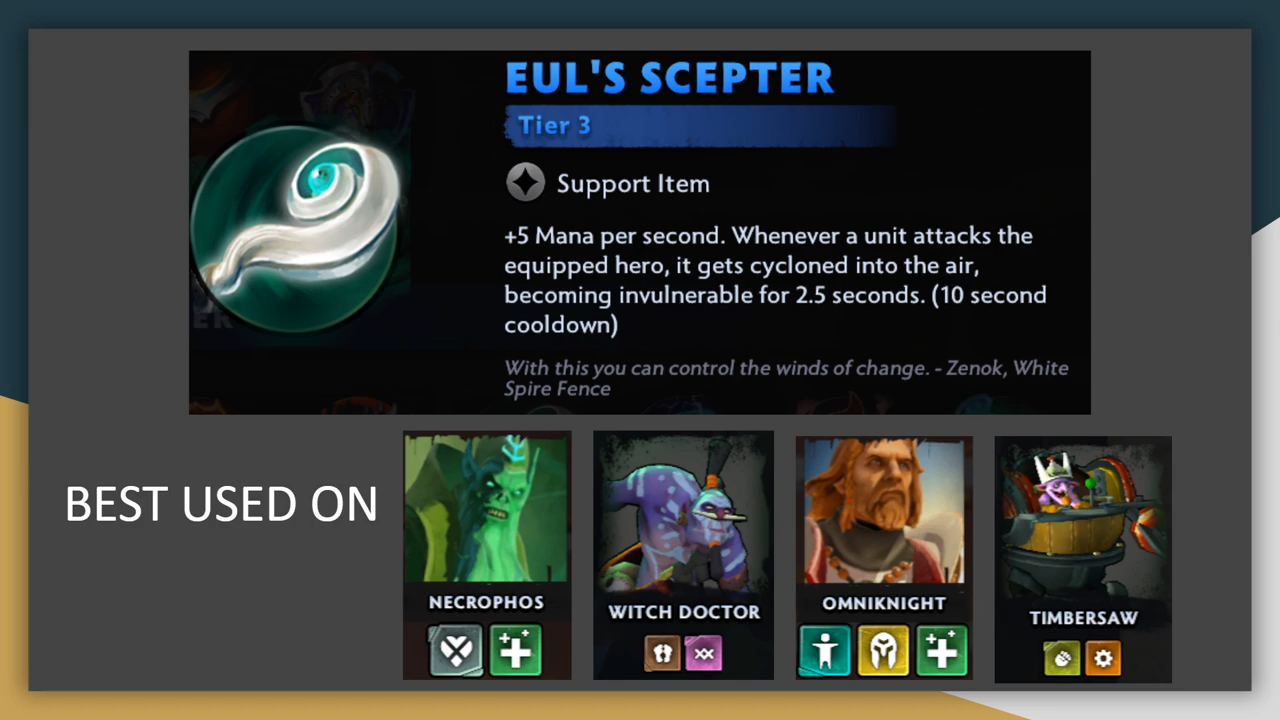 EUL'S SCEPTER
Tier 3
Support Item
+5 Mana per second. Whenever a unit attacks the
equipped hero, it gets cycloned into the air,
becoming invulnerable for 2.5 seconds. (10 second
cooldown)
With this you can control the winds of change. - Zenok, White
Spire Fence
ER
BEST USED ON
NECROPHOS
WITCH DOCTOR
OMNIKNIGHT
TIMBERSAW